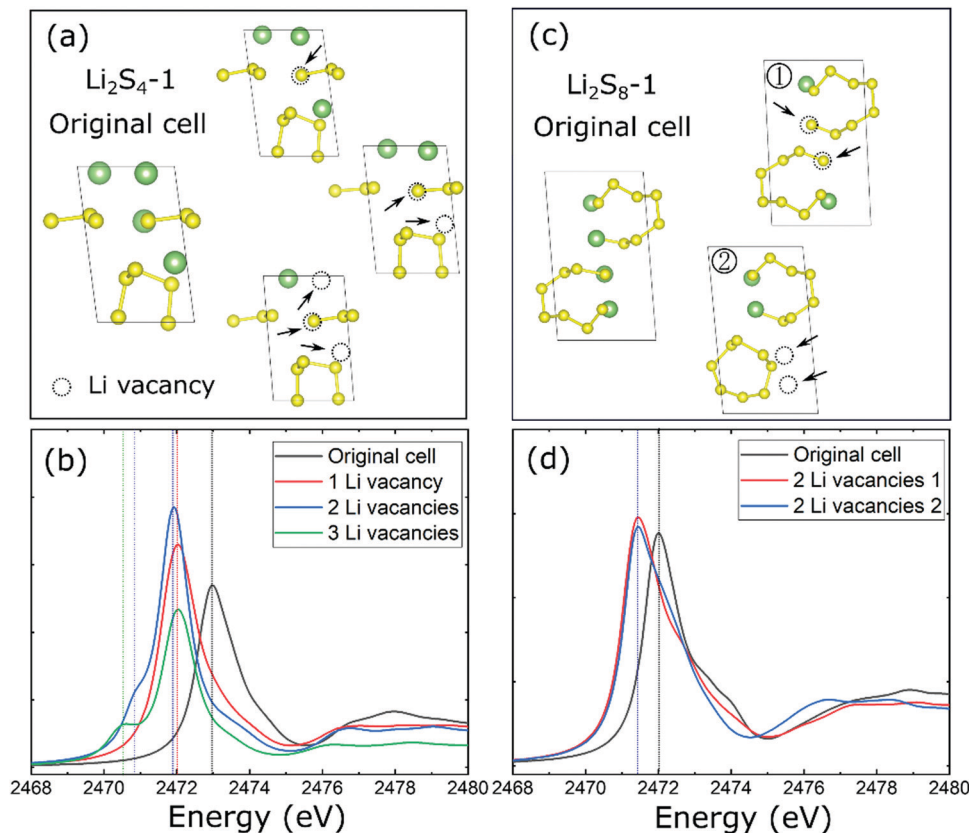 (a)
Li₂S₄-1
Original cell
Li vacancy
(c)
Li₂S₈-1
Original cell
①
②
(b)
Original cell
1 Li vacancy
2 Li vacancies
3 Li vacancies
2468 2470 2472 2474 2476 2478 2480
Energy (eV)
(d)
Original cell
2 Li vacancies 1
2 Li vacancies 2
2468 2470 2472 2474 2476 2478 2480
Energy (eV)